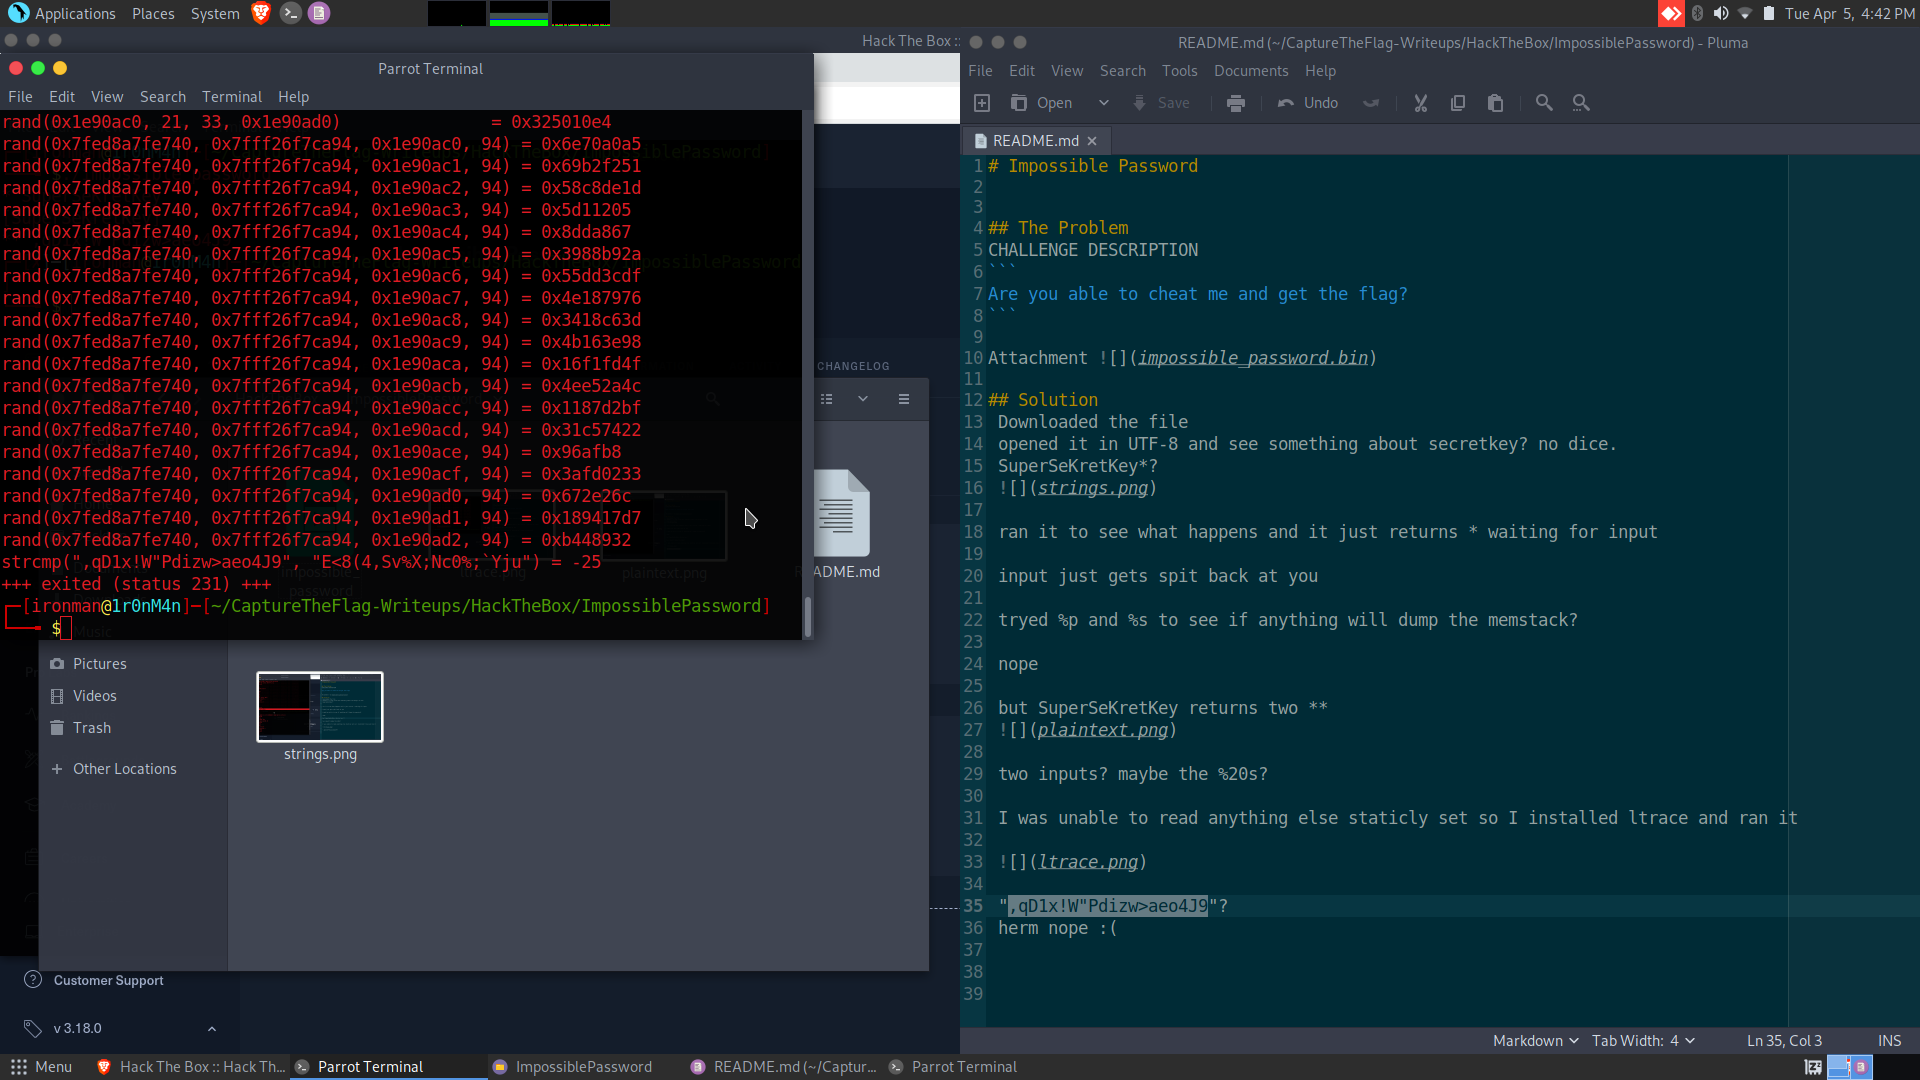 Applications Places System
Tue Apr 5, 4:42 PM
Hack The Box ::
Parrot Terminal
File Edit View Search Terminal Help
rand(0x1e90ac0, 21, 33, 0x1e90ad0) = 0x325010e4
rand(0x7fed8a7fe740, 0x7fff26f7ca94, 0x1e90ac0, 94) = 0x6e70a0a5
rand(0x7fed8a7fe740, 0x7fff26f7ca94, 0x1e90ac1, 94) = 0x69b2f251
rand(0x7fed8a7fe740, 0x7fff26f7ca94, 0x1e90ac2, 94) = 0x58c8de1d
rand(0x7fed8a7fe740, 0x7fff26f7ca94, 0x1e90ac3, 94) = 0x5d11205
rand(0x7fed8a7fe740, 0x7fff26f7ca94, 0x1e90ac4, 94) = 0x8dda867
rand(0x7fed8a7fe740, 0x7fff26f7ca94, 0x1e90ac5, 94) = 0x3988b92a
rand(0x7fed8a7fe740, 0x7fff26f7ca94, 0x1e90ac6, 94) = 0x55dd3cdf
rand(0x7fed8a7fe740, 0x7fff26f7ca94, 0x1e90ac7, 94) = 0x4e187976
rand(0x7fed8a7fe740, 0x7fff26f7ca94, 0x1e90ac8, 94) = 0x3418c63d
rand(0x7fed8a7fe740, 0x7fff26f7ca94, 0x1e90ac9, 94) = 0x4b163e98
rand(0x7fed8a7fe740, 0x7fff26f7ca94, 0x1e90aca, 94) = 0x16f1fd4f
rand(0x7fed8a7fe740, 0x7fff26f7ca94, 0x1e90acb, 94) = 0x4ee52a4c
rand(0x7fed8a7fe740, 0x7fff26f7ca94, 0x1e90acc, 94) = 0x1187d2bf
rand(0x7fed8a7fe740, 0x7fff26f7ca94, 0x1e90acd, 94) = 0x31c57422
rand(0x7fed8a7fe740, 0x7fff26f7ca94, 0x1e90ace, 94) = 0x96afb8
rand(0x7fed8a7fe740, 0x7fff26f7ca94, 0x1e90acf, 94) = 0x3afd0233
rand(0x7fed8a7fe740, 0x7fff26f7ca94, 0x1e90ad0, 94) = 0x672e26c
rand(0x7fed8a7fe740, 0x7fff26f7ca94, 0x1e90ad1, 94) = 0x189417d7
rand(0x7fed8a7fe740, 0x7fff26f7ca94, 0x1e90ad2, 94) = 0xb448932
strcmp(",qD1x!W"Pdizw>aeo4J9", "E<8(4,Sv%X;Nc0%;`Yju") = -25
+++ exited (status 231) +++
[ironman@1r0nM4n]─[~/CaptureTheFlag-Writeups/HackTheBox/ImpossiblePassword]
$
CHANGELOG
ADME.md
plaintext.png
ltrace.png
Music
Pictures
Videos
Trash
+ Other Locations
strings.png
Customer Support
v 3.18.0
README.md (~/CaptureTheFlag-Writeups/HackTheBox/ImpossiblePassword) - Pluma
File Edit View Search Tools Documents Help
Open Save Undo
README.md
1 # Impossible Password
2
3
4 ## The Problem
5 CHALLENGE DESCRIPTION
6 ```
7 Are you able to cheat me and get the flag?
8 ```
9
10 Attachment ![](impossible_password.bin)
11
12 ## Solution
13 Downloaded the file
14 opened it in UTF-8 and see something about secretkey? no dice.
15 SuperSeKretKey*?
16 ![](strings.png)
17
18 ran it to see what happens and it just returns * waiting for input
19
20 input just gets spit back at you
21
22 tryed %p and %s to see if anything will dump the memstack?
23
24 nope
25
26 but SuperSeKretKey returns two **
27 ![](plaintext.png)
28
29 two inputs? maybe the %20s?
30
31 I was unable to read anything else staticly set so I installed ltrace and ran it
32
33 ![](ltrace.png)
34
35 ",qD1x!W"Pdizw>aeo4J9"?
36 herm nope :(
37
38
39
Markdown Tab Width: 4 Ln 35, Col 3 INS
Menu Hack The Box :: Hack Th... Parrot Terminal ImpossiblePassword README.md (~/Captur... Parrot Terminal